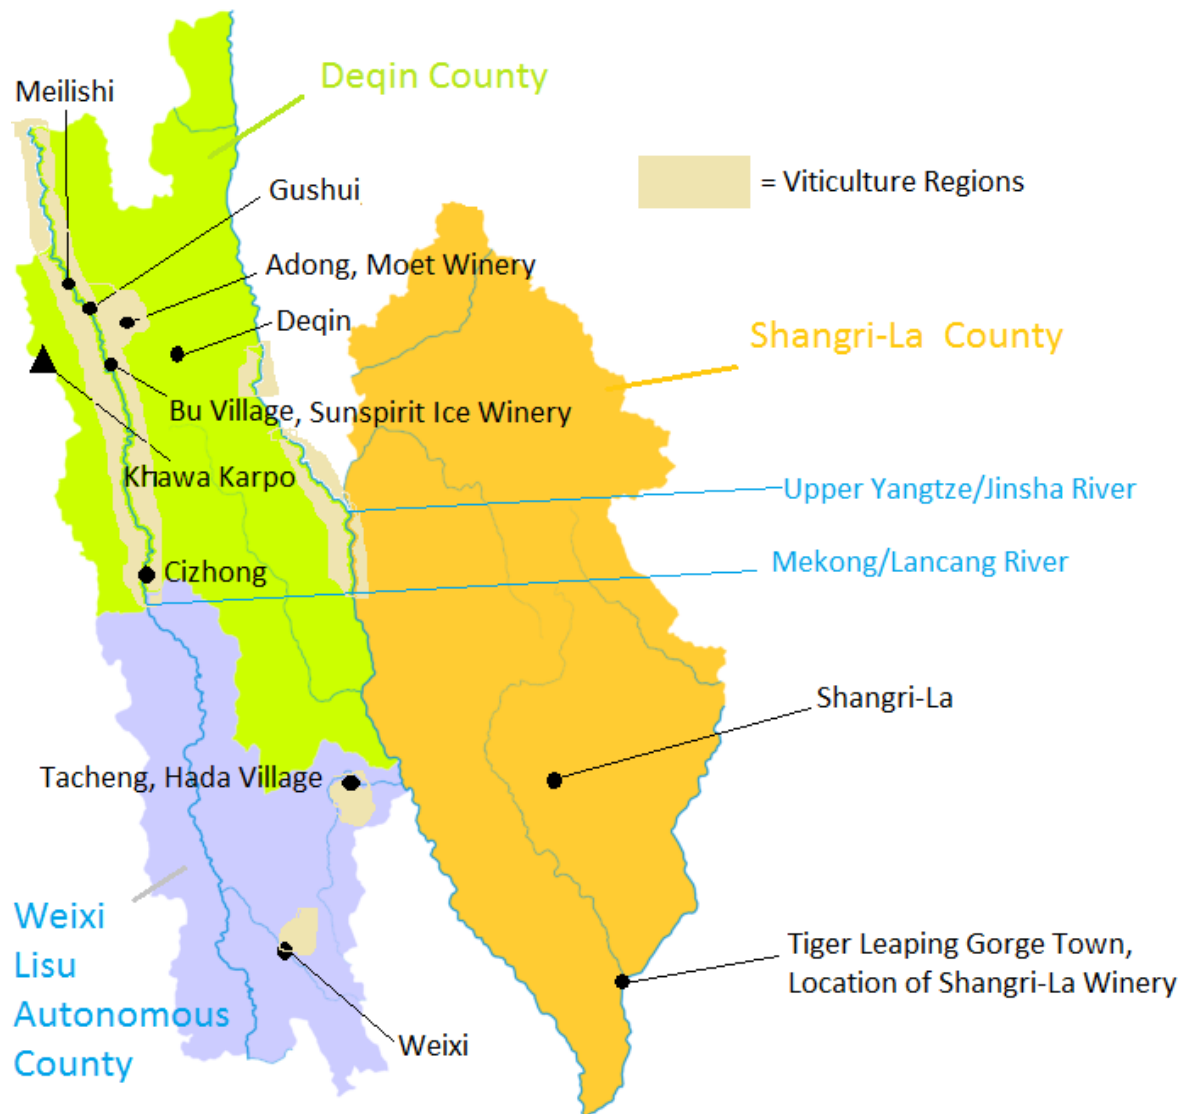 Deqin County
Meilishi
= Viticulture Regions
Gushui
Adong, Moet Winery
Deqin
Shangri-La County
Bu Village, Sunspirit Ice Winery
Khawa Karpo
Upper Yangtze/Jinsha River
Mekong/Lancang River
Cizhong
Shangri-La
Tacheng, Hada Village
Weixi
Lisu
Autonomous
County
Tiger Leaping Gorge Town,
Location of Shangri-La Winery
Weixi